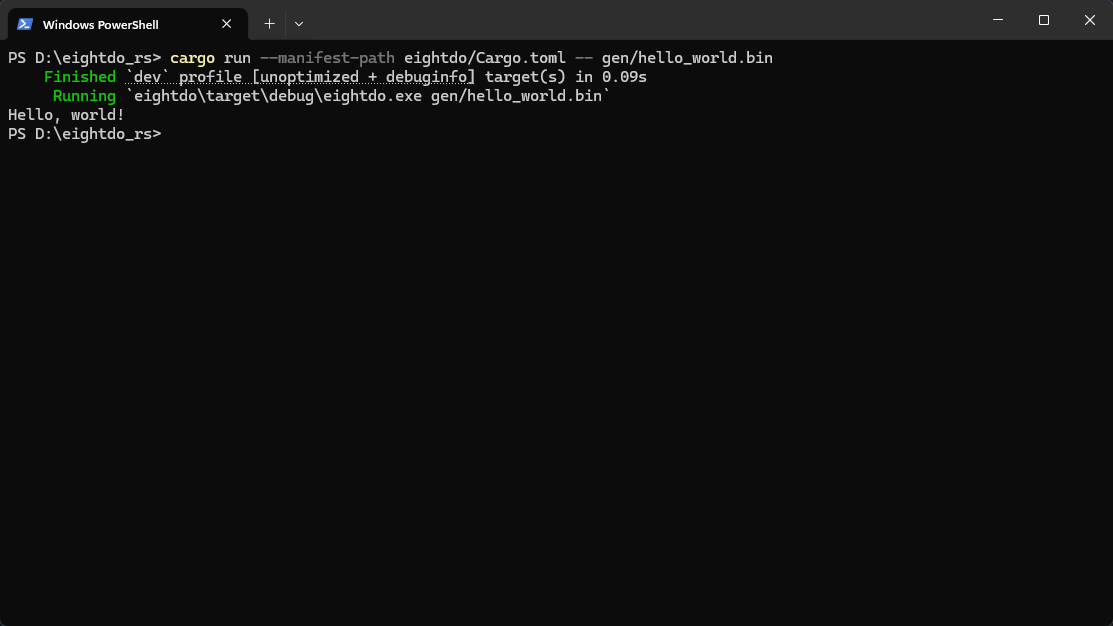 Windows PowerShell
PS D:\eightdo_rs> cargo run --manifest-path eightdo/Cargo.toml -- gen/hello_world.bin
    Finished `dev` profile [unoptimized + debuginfo] target(s) in 0.09s
     Running `eightdo\target\debug\eightdo.exe gen/hello_world.bin`
Hello, world!
PS D:\eightdo_rs>